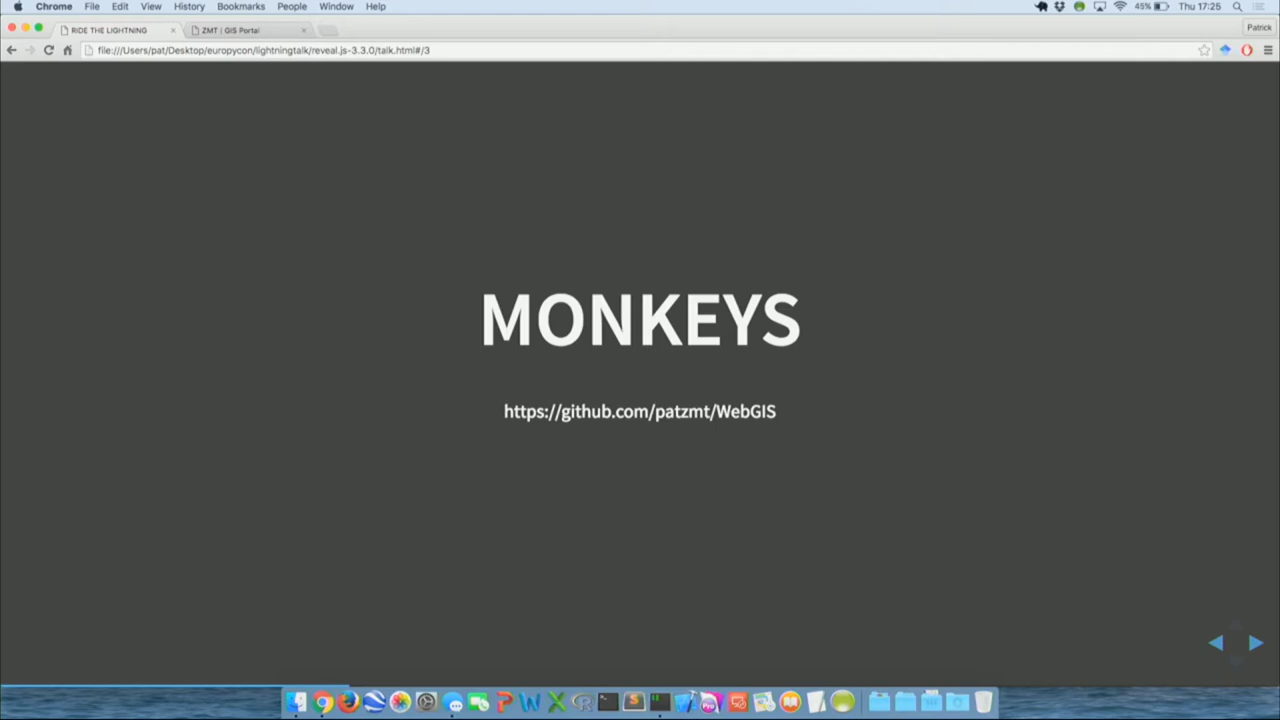 Chrome File Edit View History Bookmarks People Window Help 45% Thu 17:25
RIDE THE LIGHTNING ZMT | GIS Portal Patrick
file:///Users/pat/Desktop/europycon/lightningtalk/reveal.js-3.3.0/talk.html#/3
MONKEYS
https://github.com/patzmt/WebGIS